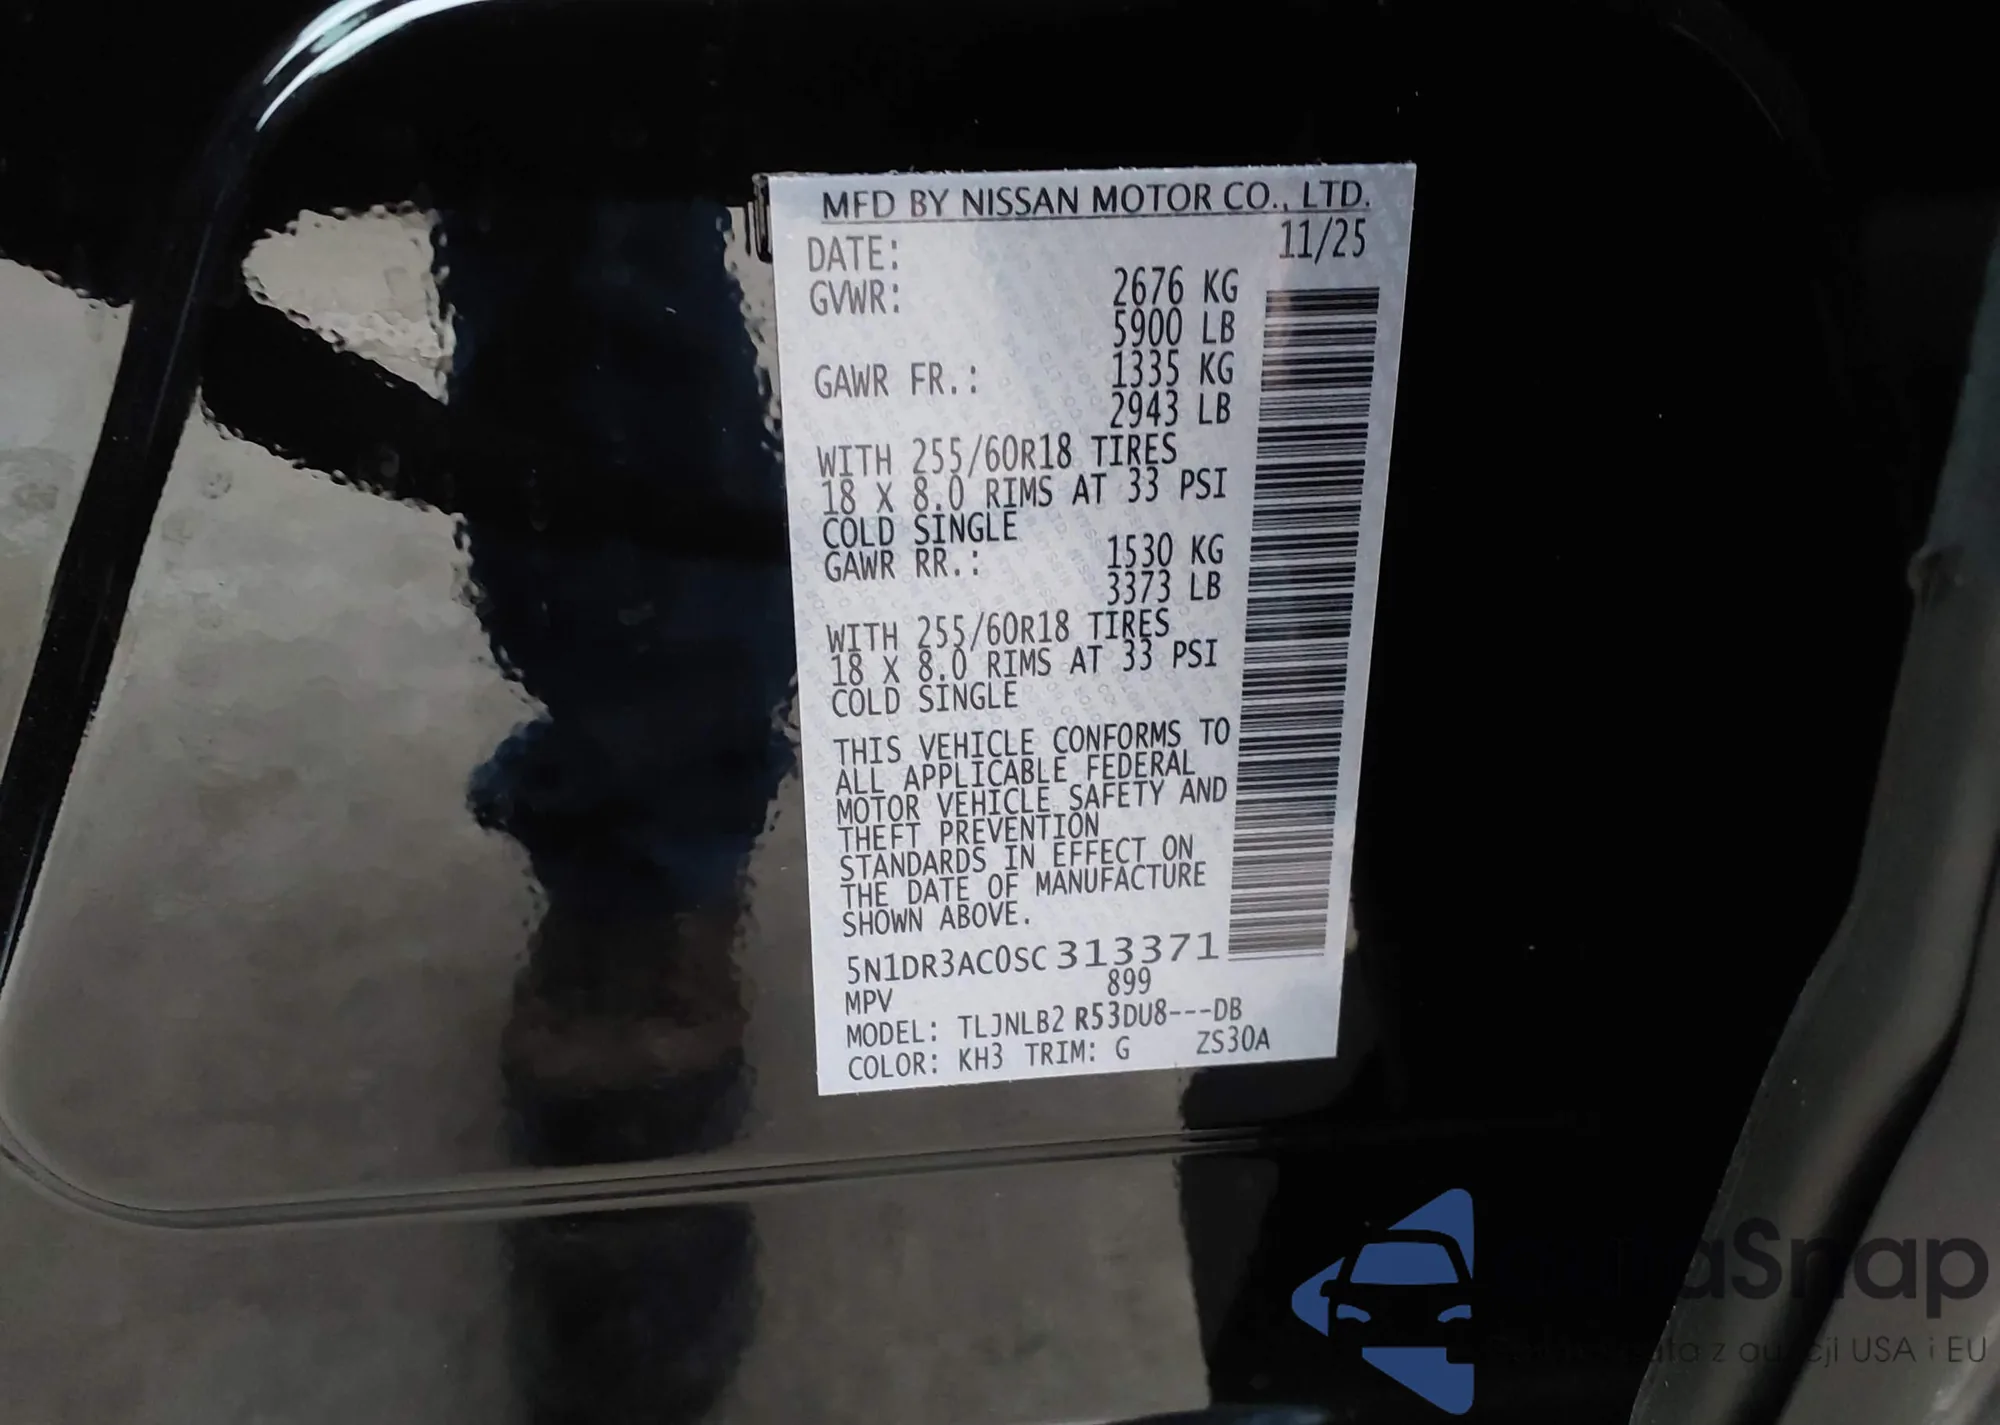 MFD BY NISSAN MOTOR CO., LTD.
DATE: 11/25
GVWR: 2676 KG
5900 LB
GAWR FR.: 1335 KG
2943 LB
WITH 255/60R18 TIRES
18 X 8.0 RIMS AT 33 PSI
COLD SINGLE
GAWR RR.: 1530 KG
3373 LB
WITH 255/60R18 TIRES
18 X 8.0 RIMS AT 33 PSI
COLD SINGLE
THIS VEHICLE CONFORMS TO
ALL APPLICABLE FEDERAL
MOTOR VEHICLE SAFETY AND
THEFT PREVENTION
STANDARDS IN EFFECT ON
THE DATE OF MANUFACTURE
SHOWN ABOVE.
5N1DR3AC0SC313371
MPV 899
MODEL: TLJNLB2 R53DU8---DB
COLOR: KH3 TRIM: G ZS30A
USA i EU